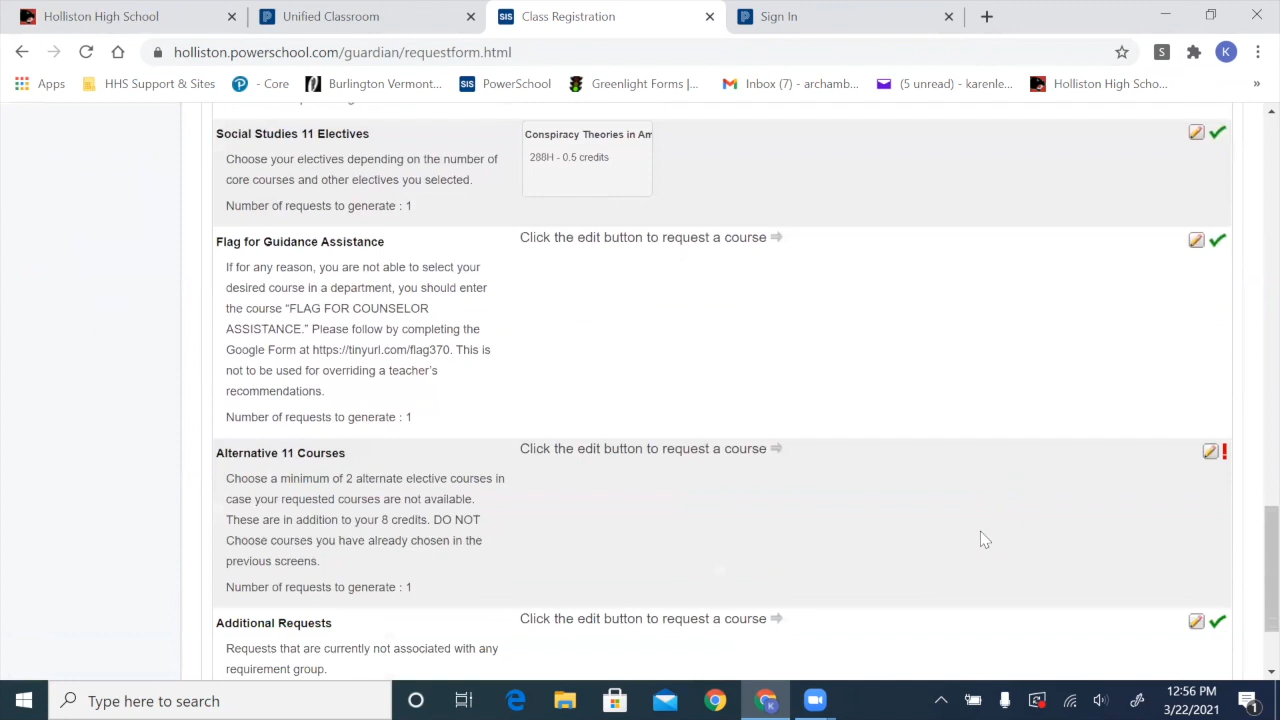 Holliston High School
Unified Classroom
SIS
Class Registration
Sign In
holliston.powerschool.com/guardian/requestform.html
S
K
Apps
HHS Support & Sites
- Core
Burlington Vermont...
SIS
PowerSchool
Greenlight Forms |...
Inbox (7) - archamb...
(5 unread) - karenle...
Holliston High Scho...
»
Social Studies 11 Electives
Conspiracy Theories in Am
Choose your electives depending on the number of
288H - 0.5 credits
core courses and other electives you selected.
Number of requests to generate : 1
Flag for Guidance Assistance
Click the edit button to request a course
If for any reason, you are not able to select your
desired course in a department, you should enter
the course “FLAG FOR COUNSELOR
ASSISTANCE.” Please follow by completing the
Google Form at https://tinyurl.com/flag370. This is
not to be used for overriding a teacher’s
recommendations.
Number of requests to generate : 1
Alternative 11 Courses
Click the edit button to request a course
Choose a minimum of 2 alternate elective courses in
case your requested courses are not available.
These are in addition to your 8 credits. DO NOT
Choose courses you have already chosen in the
previous screens.
Number of requests to generate : 1
Additional Requests
Click the edit button to request a course
Requests that are currently not associated with any
requirement group.
Type here to search
12:56 PM
3/22/2021
1